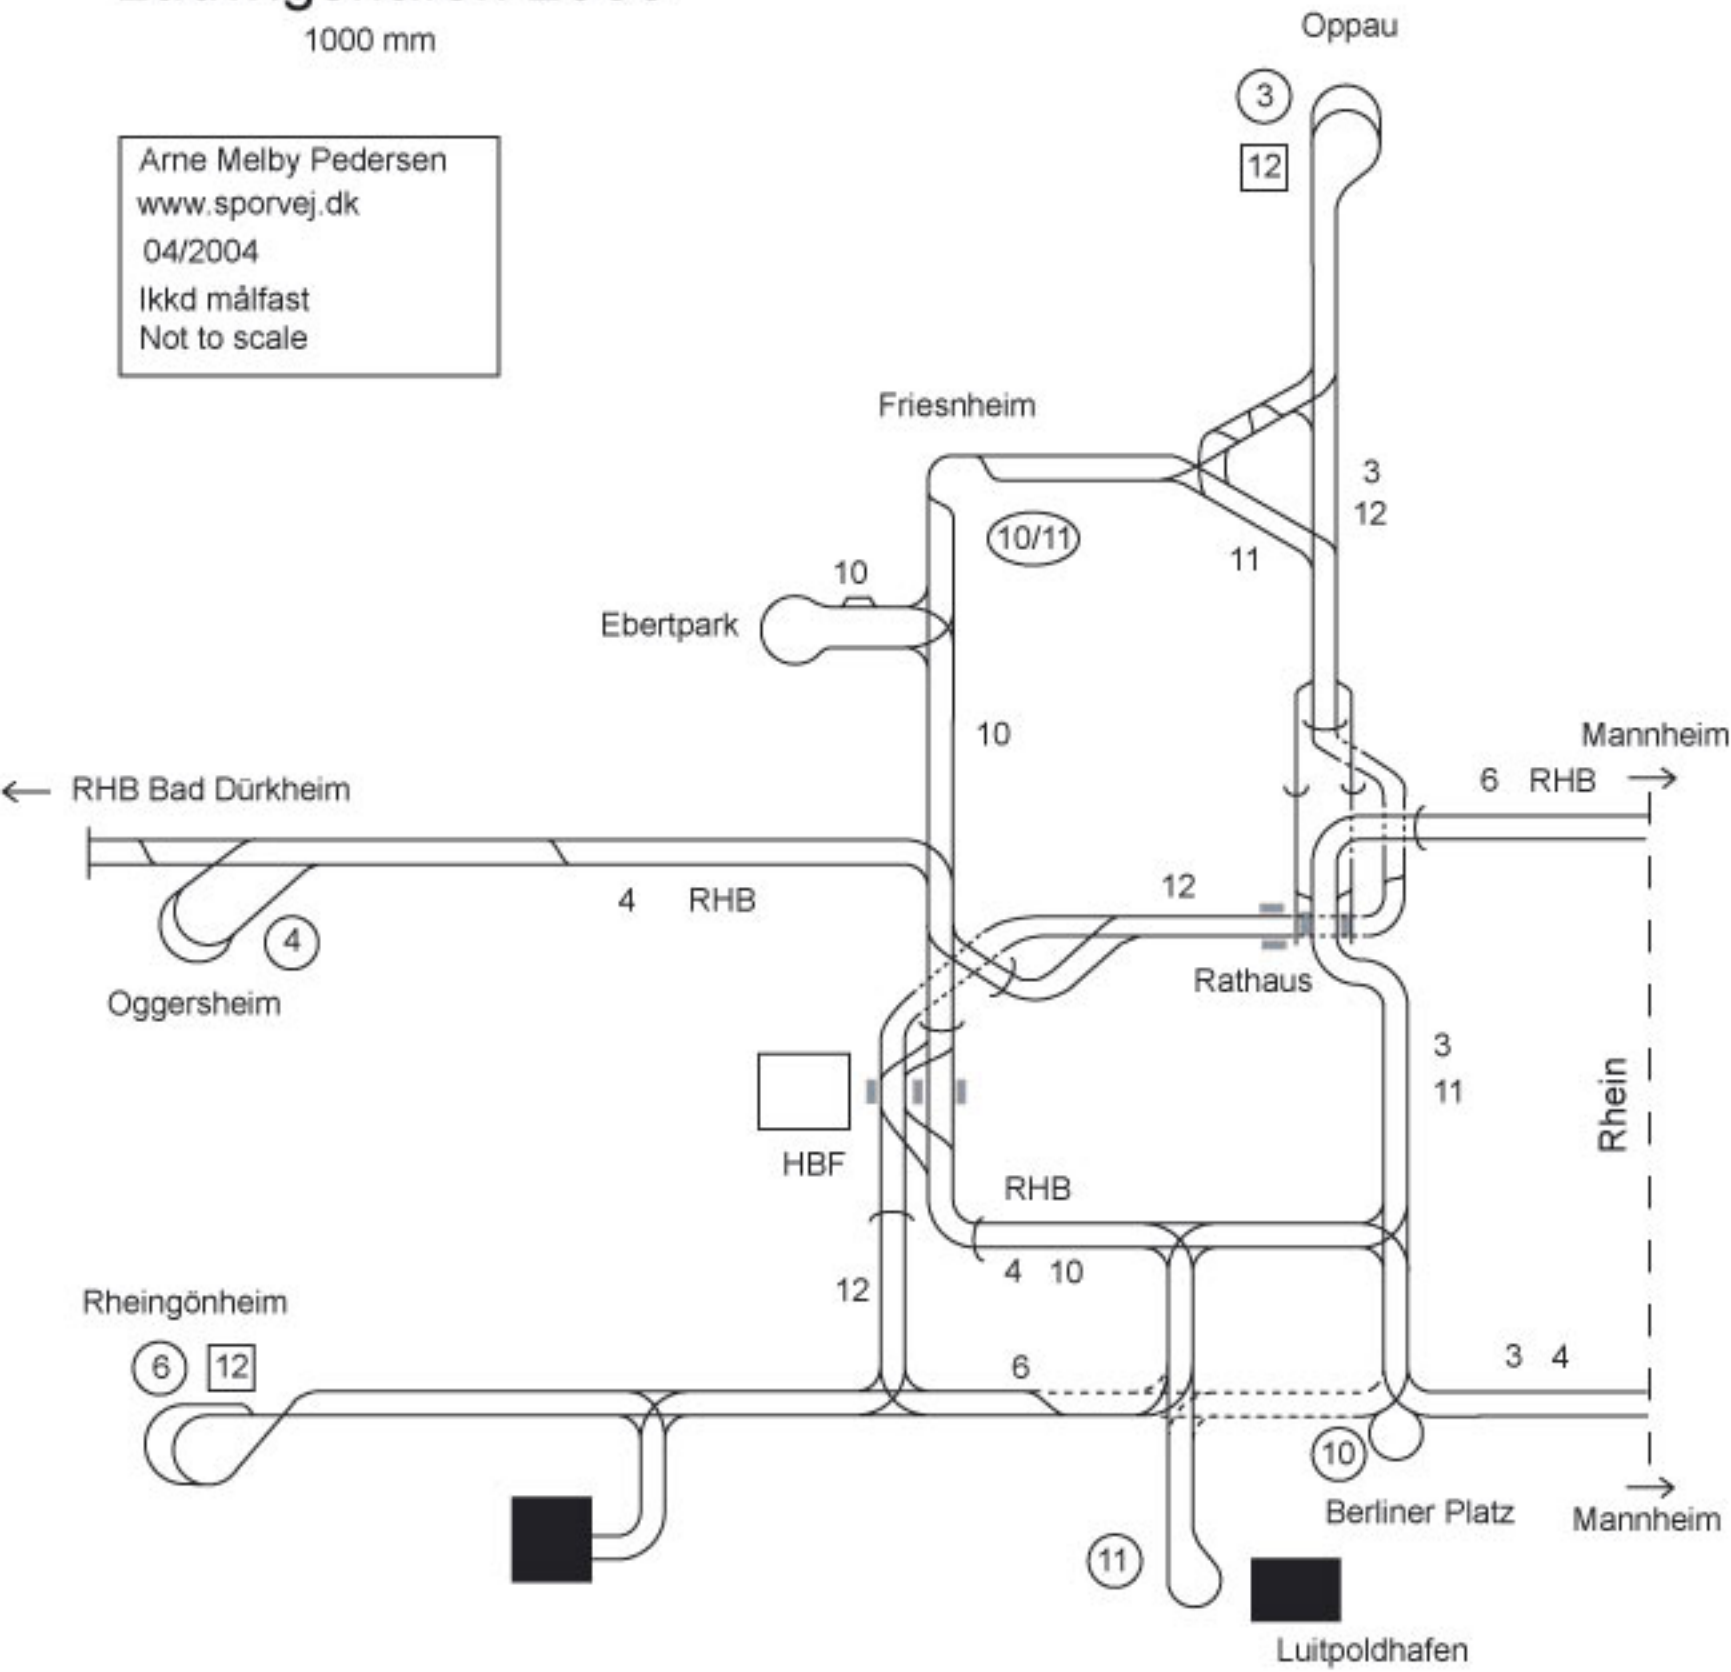 1000 mm
Oppau
3
12
Arne Melby Pedersen
www.sporvej.dk
04/2004
Ikkd målfast
Not to scale
Friesnheim
3
12
10/11
11
10
Ebertpark
10
Mannheim
6 RHB
RHB Bad Dürkheim
4 RHB
12
4
Rathaus
Oggersheim
3
11
Rhein
HBF
RHB
4 10
12
Rheingönheim
6
12
6
3 4
10
Berliner Platz
Mannheim
11
Luitpoldhafen